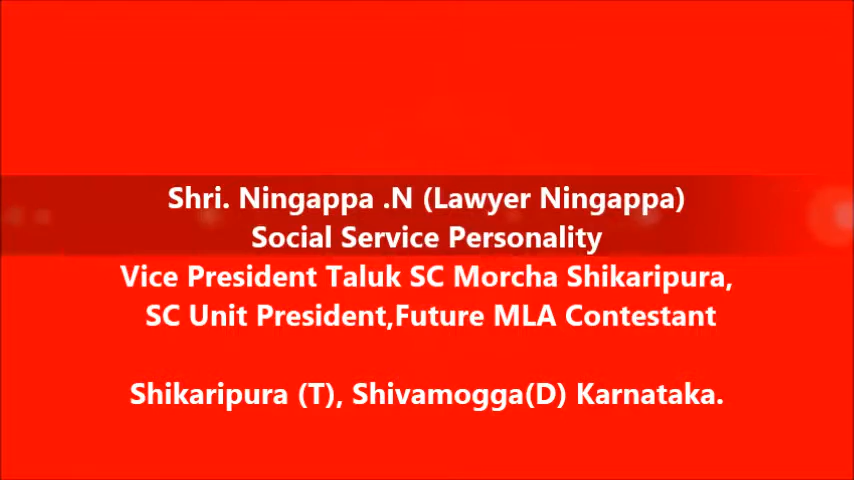 Shri. Ningappa .N (Lawyer Ningappa)
Social Service Personality
Vice President Taluk SC Morcha Shikaripura,
SC Unit President,Future MLA Contestant
Shikaripura (T), Shivamogga(D) Karnataka.